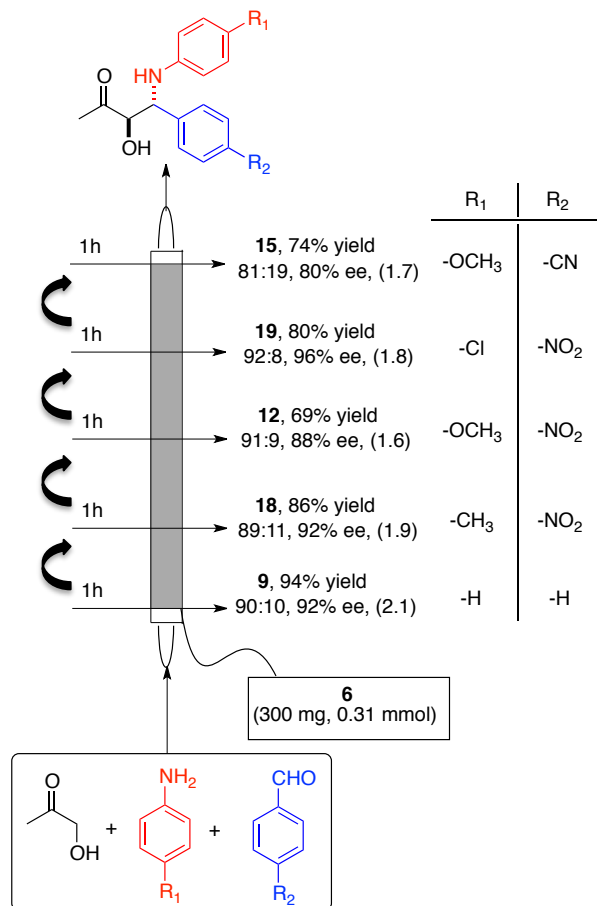 R1
HN
O
OH
R2
R1 R2
1h 15, 74% yield
81:19, 80% ee, (1.7) -OCH3 -CN
1h 19, 80% yield
92:8, 96% ee, (1.8) -Cl -NO2
1h 12, 69% yield
91:9, 88% ee, (1.6) -OCH3 -NO2
1h 18, 86% yield
89:11, 92% ee, (1.9) -CH3 -NO2
1h 9, 94% yield
90:10, 92% ee, (2.1) -H -H
6
(300 mg, 0.31 mmol)
NH2 CHO
O
+ +
OH
R1 R2